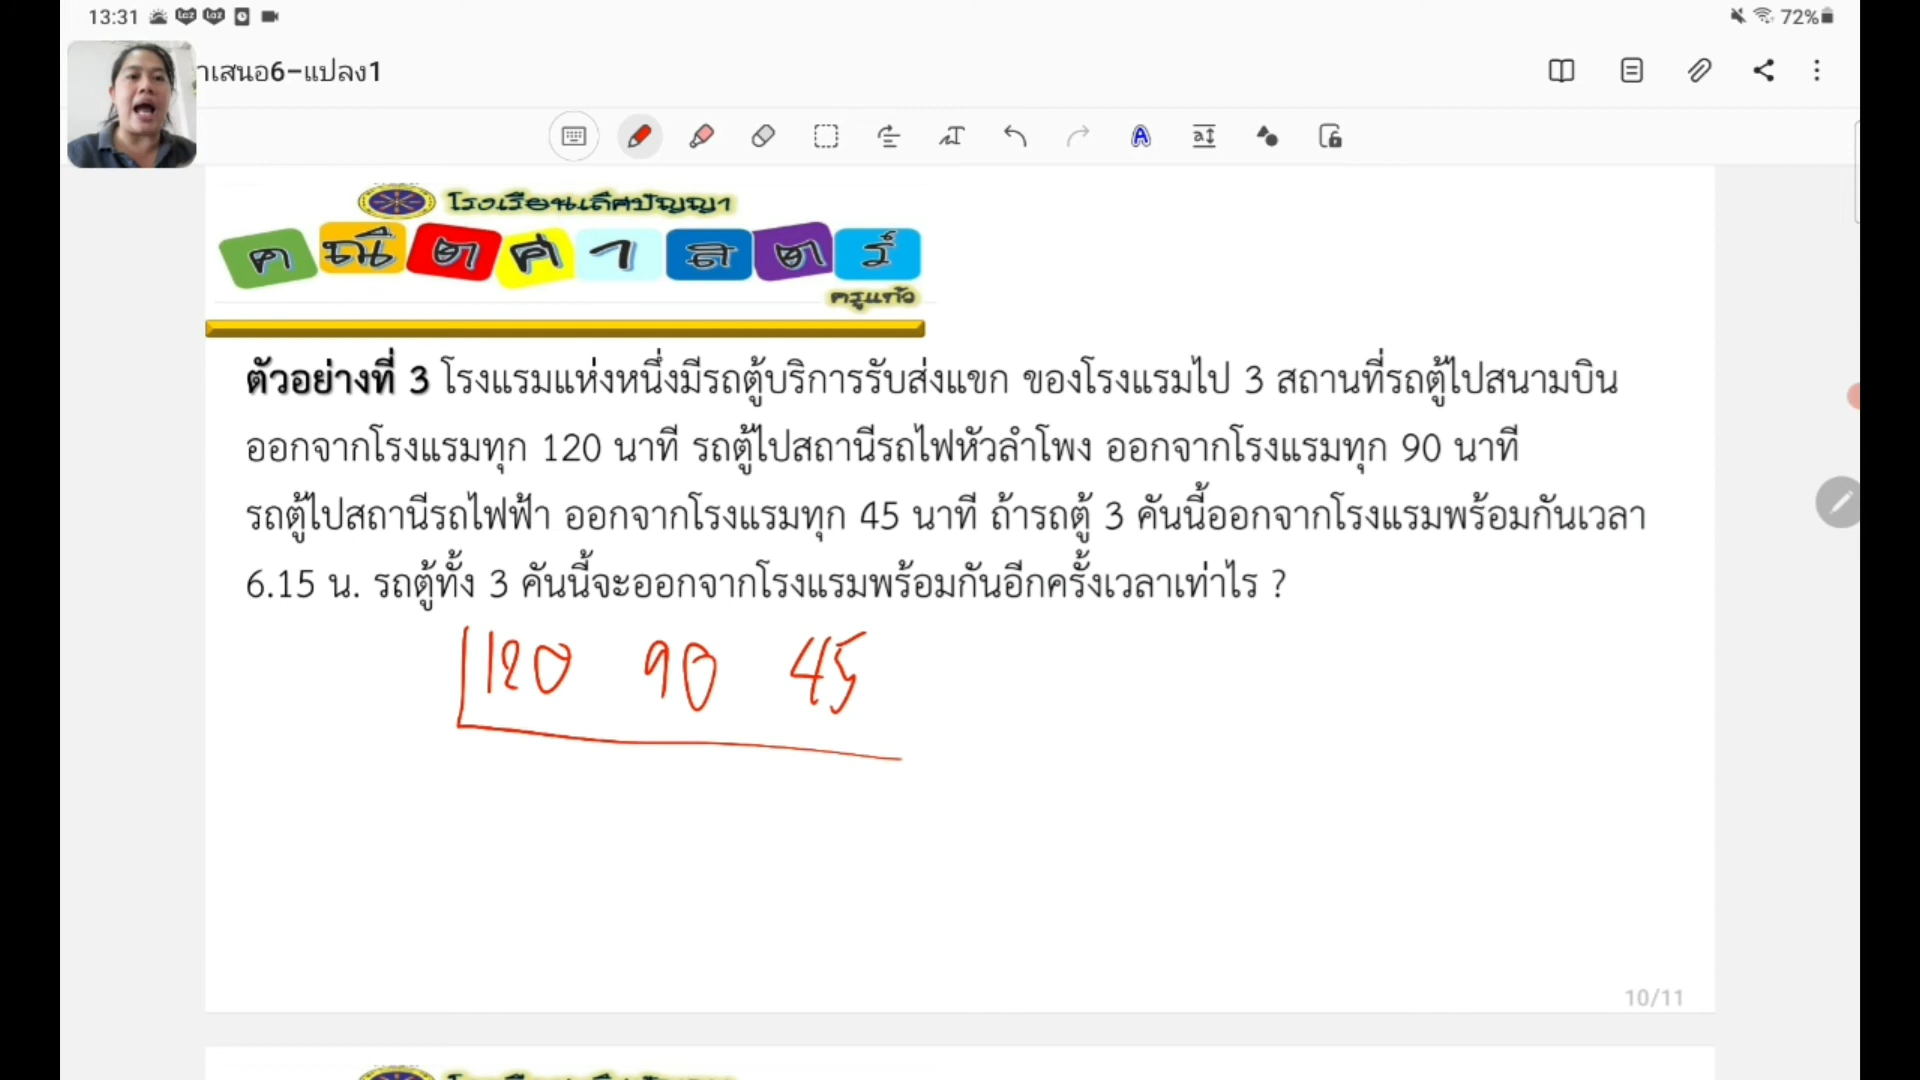 13:31
72%
าเสนอ6-แปลง1
โรงเรียนเลิศปัญญา
คณิตศาสตร์
ครูแก้ว
ตัวอย่างที่ 3 โรงแรมแห่งหนึ่งมีรถตู้บริการรับส่งแขก ของโรงแรมไป 3 สถานที่รถตู้ไปสนามบิน
ออกจากโรงแรมทุก 120 นาที รถตู้ไปสถานีรถไฟหัวลำโพง ออกจากโรงแรมทุก 90 นาที
รถตู้ไปสถานีรถไฟฟ้า ออกจากโรงแรมทุก 45 นาที ถ้ารถตู้ 3 คันนี้ออกจากโรงแรมพร้อมกันเวลา
6.15 น. รถตู้ทั้ง 3 คันนี้จะออกจากโรงแรมพร้อมกันอีกครั้งเวลาเท่าไร ?
120 90 45
10/11